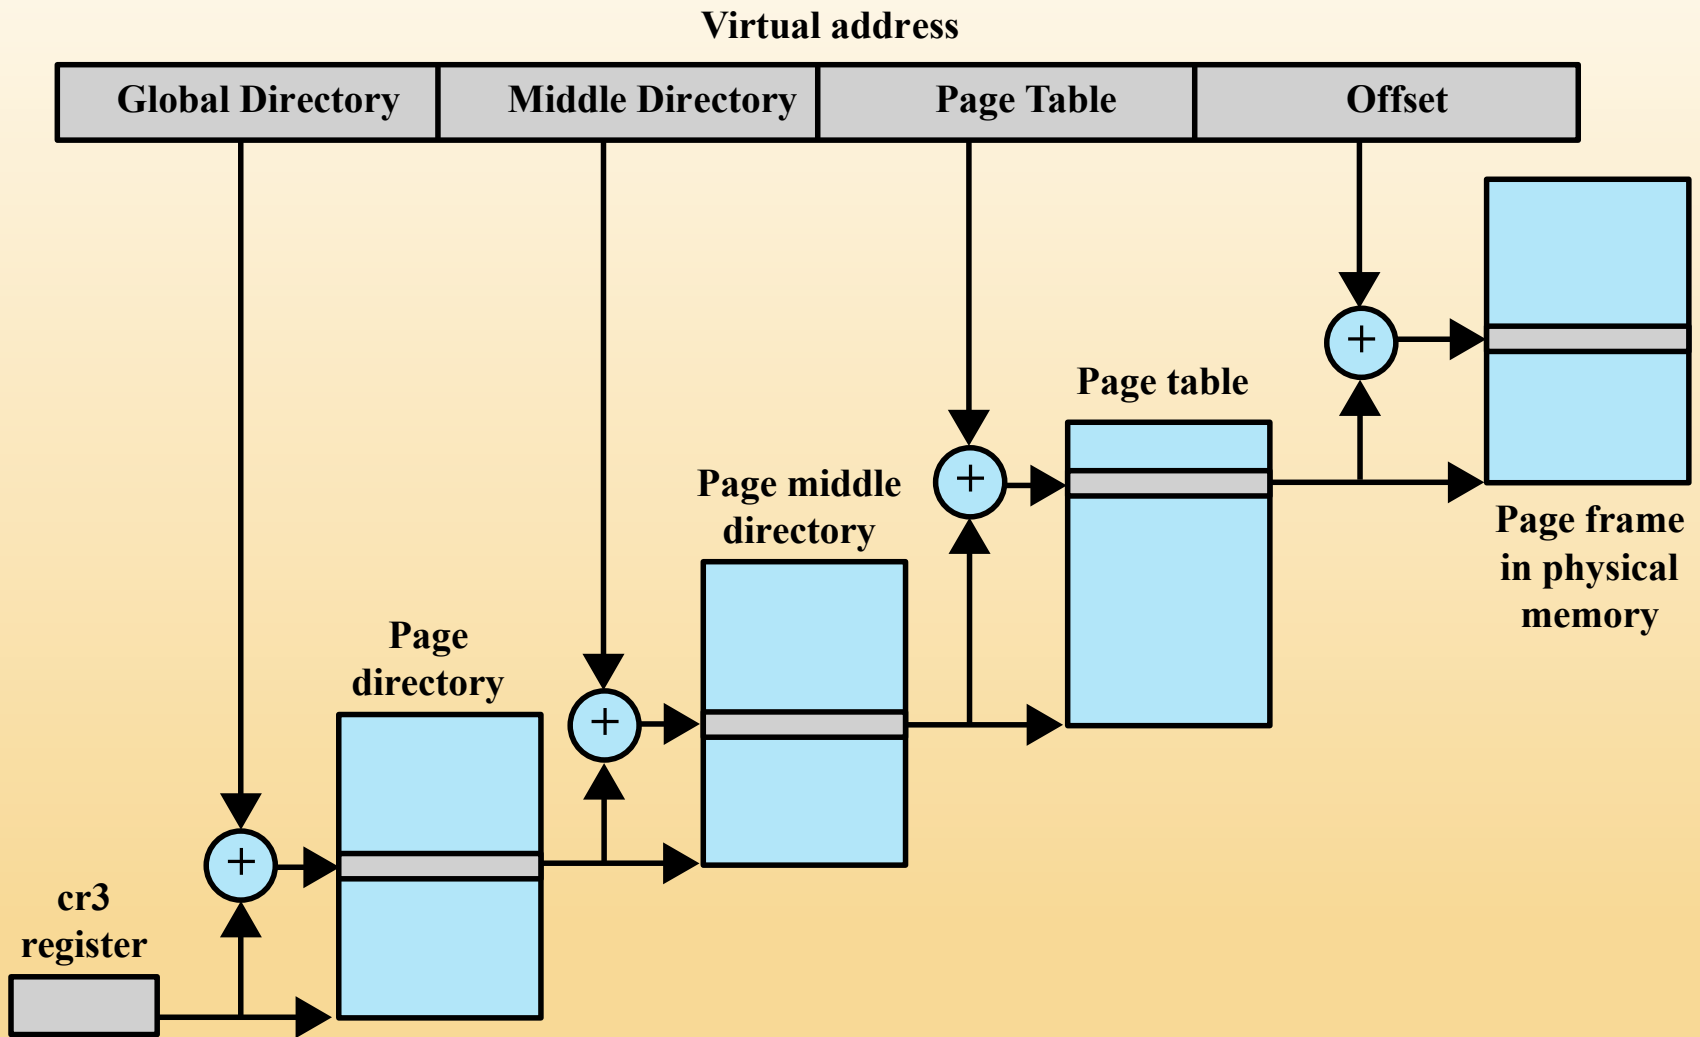 Virtual address
Global Directory
Middle Directory
Page Table
Offset
+
Page table
+
Page middle
directory
Page frame
in physical
memory
Page
directory
+
+
cr3
register